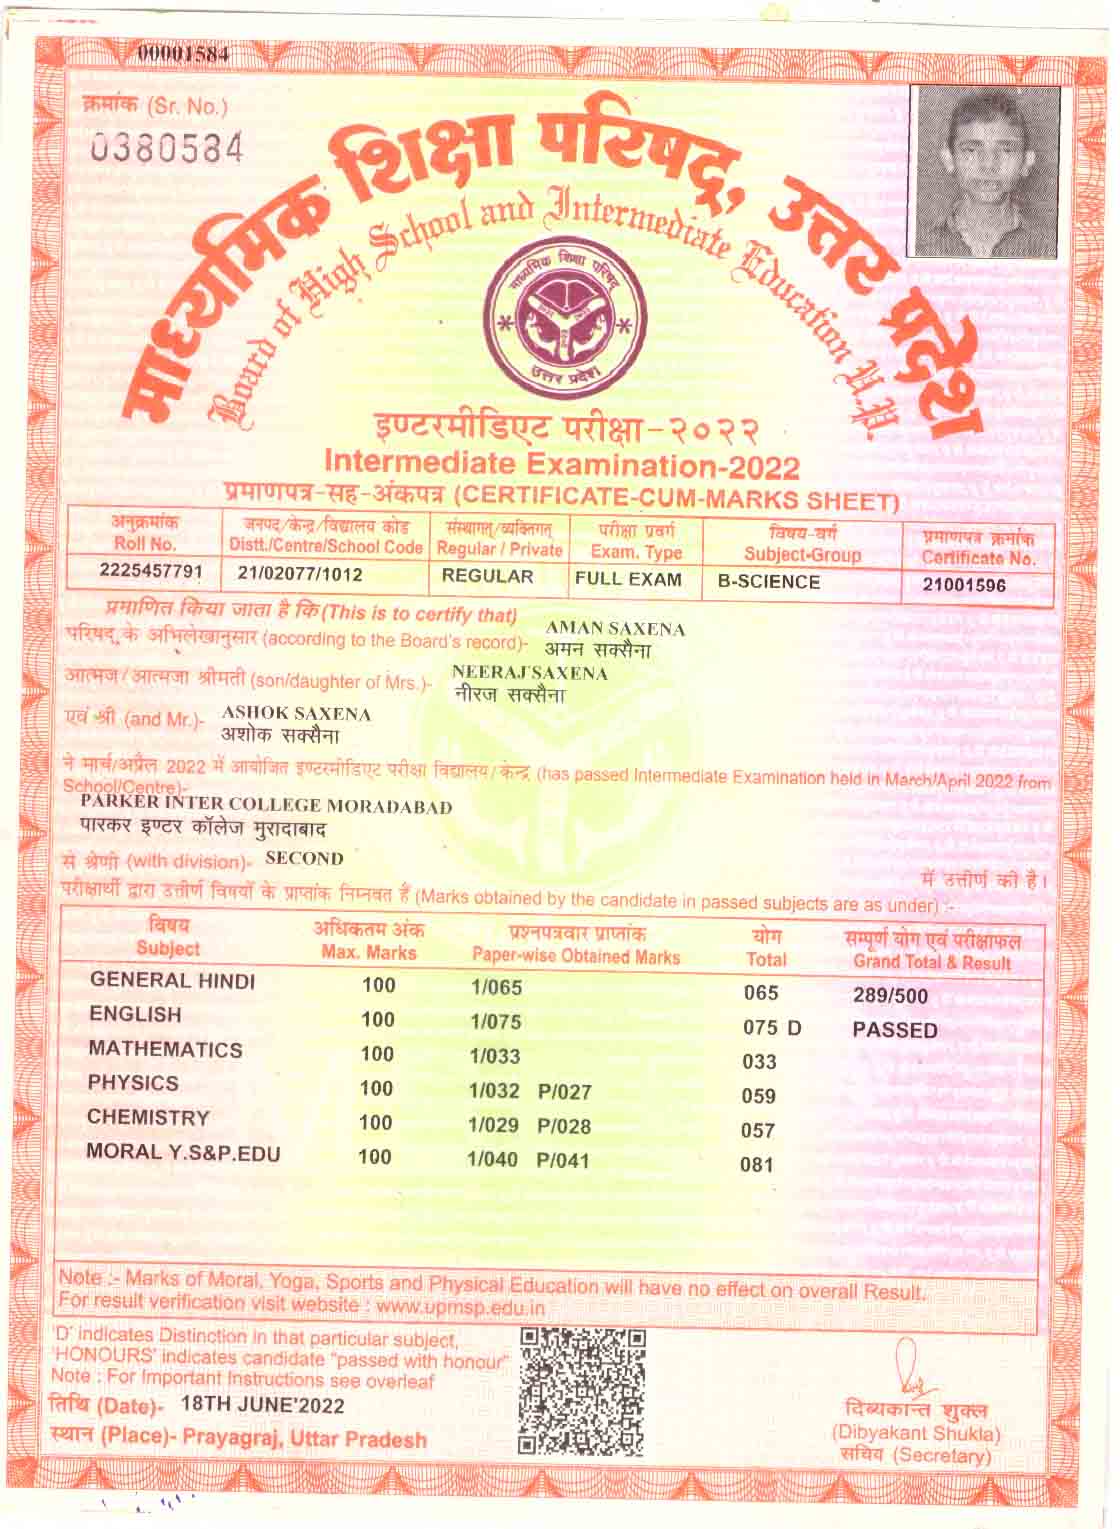 00001584
क्रमांक (Sr. No.)
0380584
माध्यमिक शिक्षा परिषद्, उत्तर प्रदेश
Board of High School and Intermediate Education U.P.
माध्यमिक शिक्षा परिषद्
उत्तर प्रदेश
इण्टरमीडिएट परीक्षा-२०२२
Intermediate Examination-2022
प्रमाणपत्र-सह-अंकपत्र (CERTIFICATE-CUM-MARKS SHEET)
अनुक्रमांक जनपद/केन्द्र/विद्यालय कोड संस्थागत्/व्यक्तिगत् परीक्षा प्रवर्ग विषय-वर्ग प्रमाणपत्र क्रमांक
Roll No. Distt./Centre/School Code Regular / Private Exam. Type Subject-Group Certificate No.
2225457791 21/02077/1012 REGULAR FULL EXAM B-SCIENCE 21001596
प्रमाणित किया जाता है कि (This is to certify that)
परिषद् के अभिलेखानुसार (according to the Board's record)- AMAN SAXENA
अमन सक्सैना
आत्मज/आत्मजा श्रीमती (son/daughter of Mrs.)- NEERAJ SAXENA
नीरज सक्सैना
एवं श्री (and Mr.)- ASHOK SAXENA
अशोक सक्सैना
ने मार्च/अप्रैल 2022 में आयोजित इण्टरमीडिएट परीक्षा विद्यालय/केन्द्र (has passed Intermediate Examination held in March/April 2022 from
School/Centre)-
PARKER INTER COLLEGE MORADABAD
पारकर इण्टर कॉलेज मुरादाबाद
से श्रेणी (with division)- SECOND में उत्तीर्ण की है।
परीक्षार्थी द्वारा उत्तीर्ण विषयों के प्राप्तांक निम्नवत हैं (Marks obtained by the candidate in passed subjects are as under) :-
विषय अधिकतम अंक प्रश्नपत्रवार प्राप्तांक योग सम्पूर्ण योग एवं परीक्षाफल
Subject Max. Marks Paper-wise Obtained Marks Total Grand Total & Result
GENERAL HINDI 100 1/065 065 289/500
ENGLISH 100 1/075 075 D PASSED
MATHEMATICS 100 1/033 033
PHYSICS 100 1/032 P/027 059
CHEMISTRY 100 1/029 P/028 057
MORAL Y.S&P.EDU 100 1/040 P/041 081
Note :- Marks of Moral, Yoga, Sports and Physical Education will have no effect on overall Result.
For result verification visit website : www.upmsp.edu.in
'D' indicates Distinction in that particular subject,
'HONOURS' indicates candidate "passed with honour"
Note : For Important Instructions see overleaf
तिथि (Date)- 18TH JUNE'2022
स्थान (Place)- Prayagraj, Uttar Pradesh
दिब्यकान्त शुक्ल
(Dibyakant Shukla)
सचिव (Secretary)